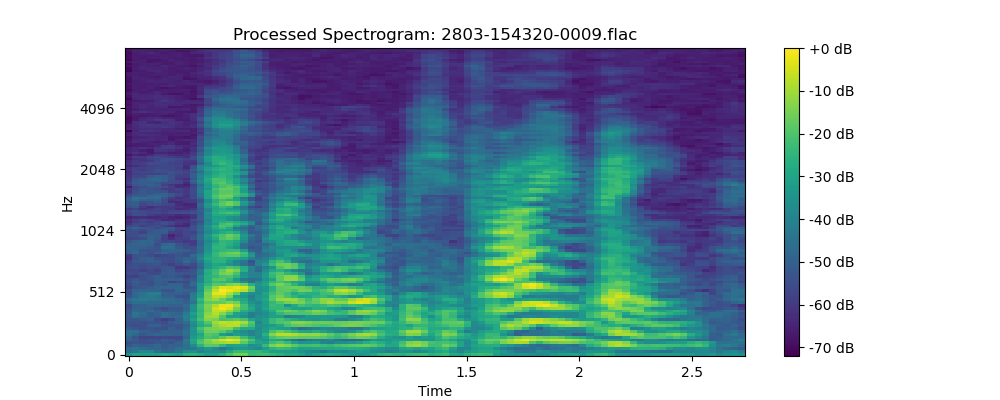 Processed Spectrogram: 2803-154320-0009.flac
Hz
4096
2048
1024
512
0
0
0.5
1
1.5
2
2.5
Time
+0 dB
-10 dB
-20 dB
-30 dB
-40 dB
-50 dB
-60 dB
-70 dB